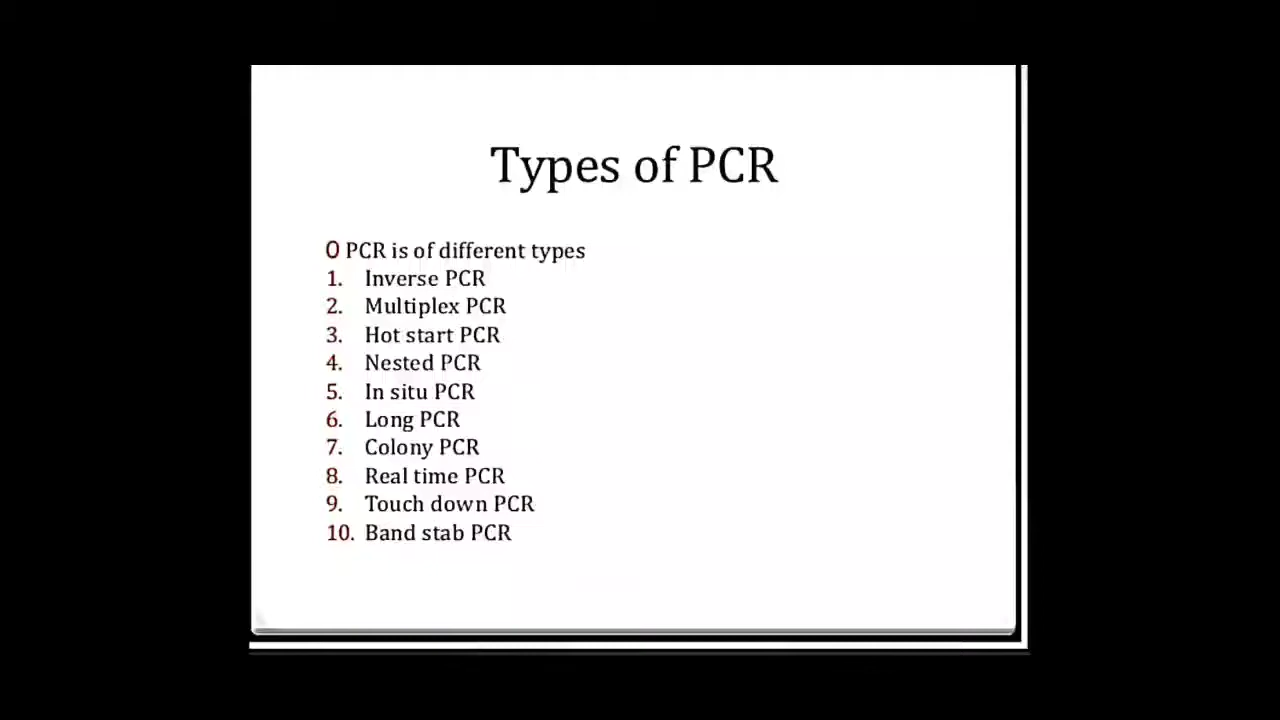 Types of PCR
O PCR is of different types
1. Inverse PCR
2. Multiplex PCR
3. Hot start PCR
4. Nested PCR
5. In situ PCR
6. Long PCR
7. Colony PCR
8. Real time PCR
9. Touch down PCR
10. Band stab PCR